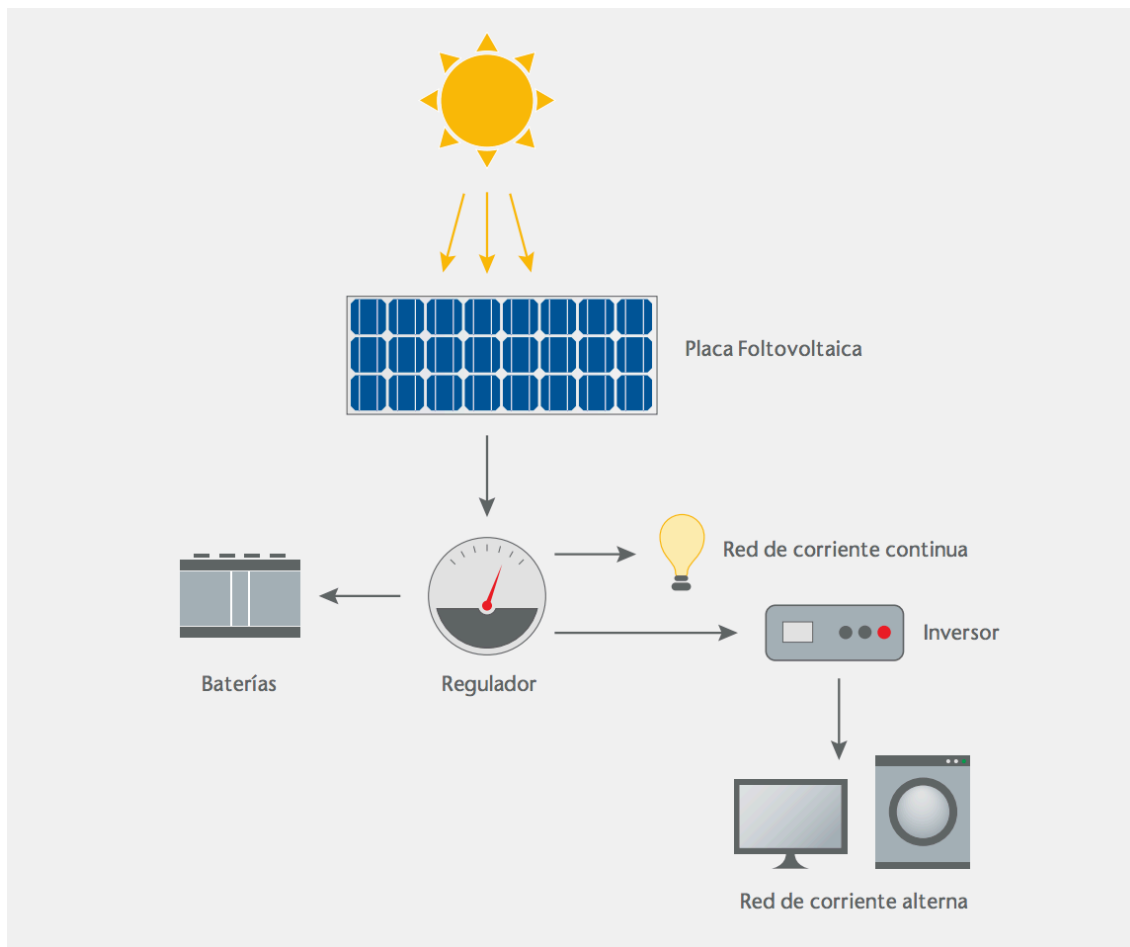 Placa Foltovoltaica
Red de corriente continua
Inversor
Baterías
Regulador
Red de corriente alterna